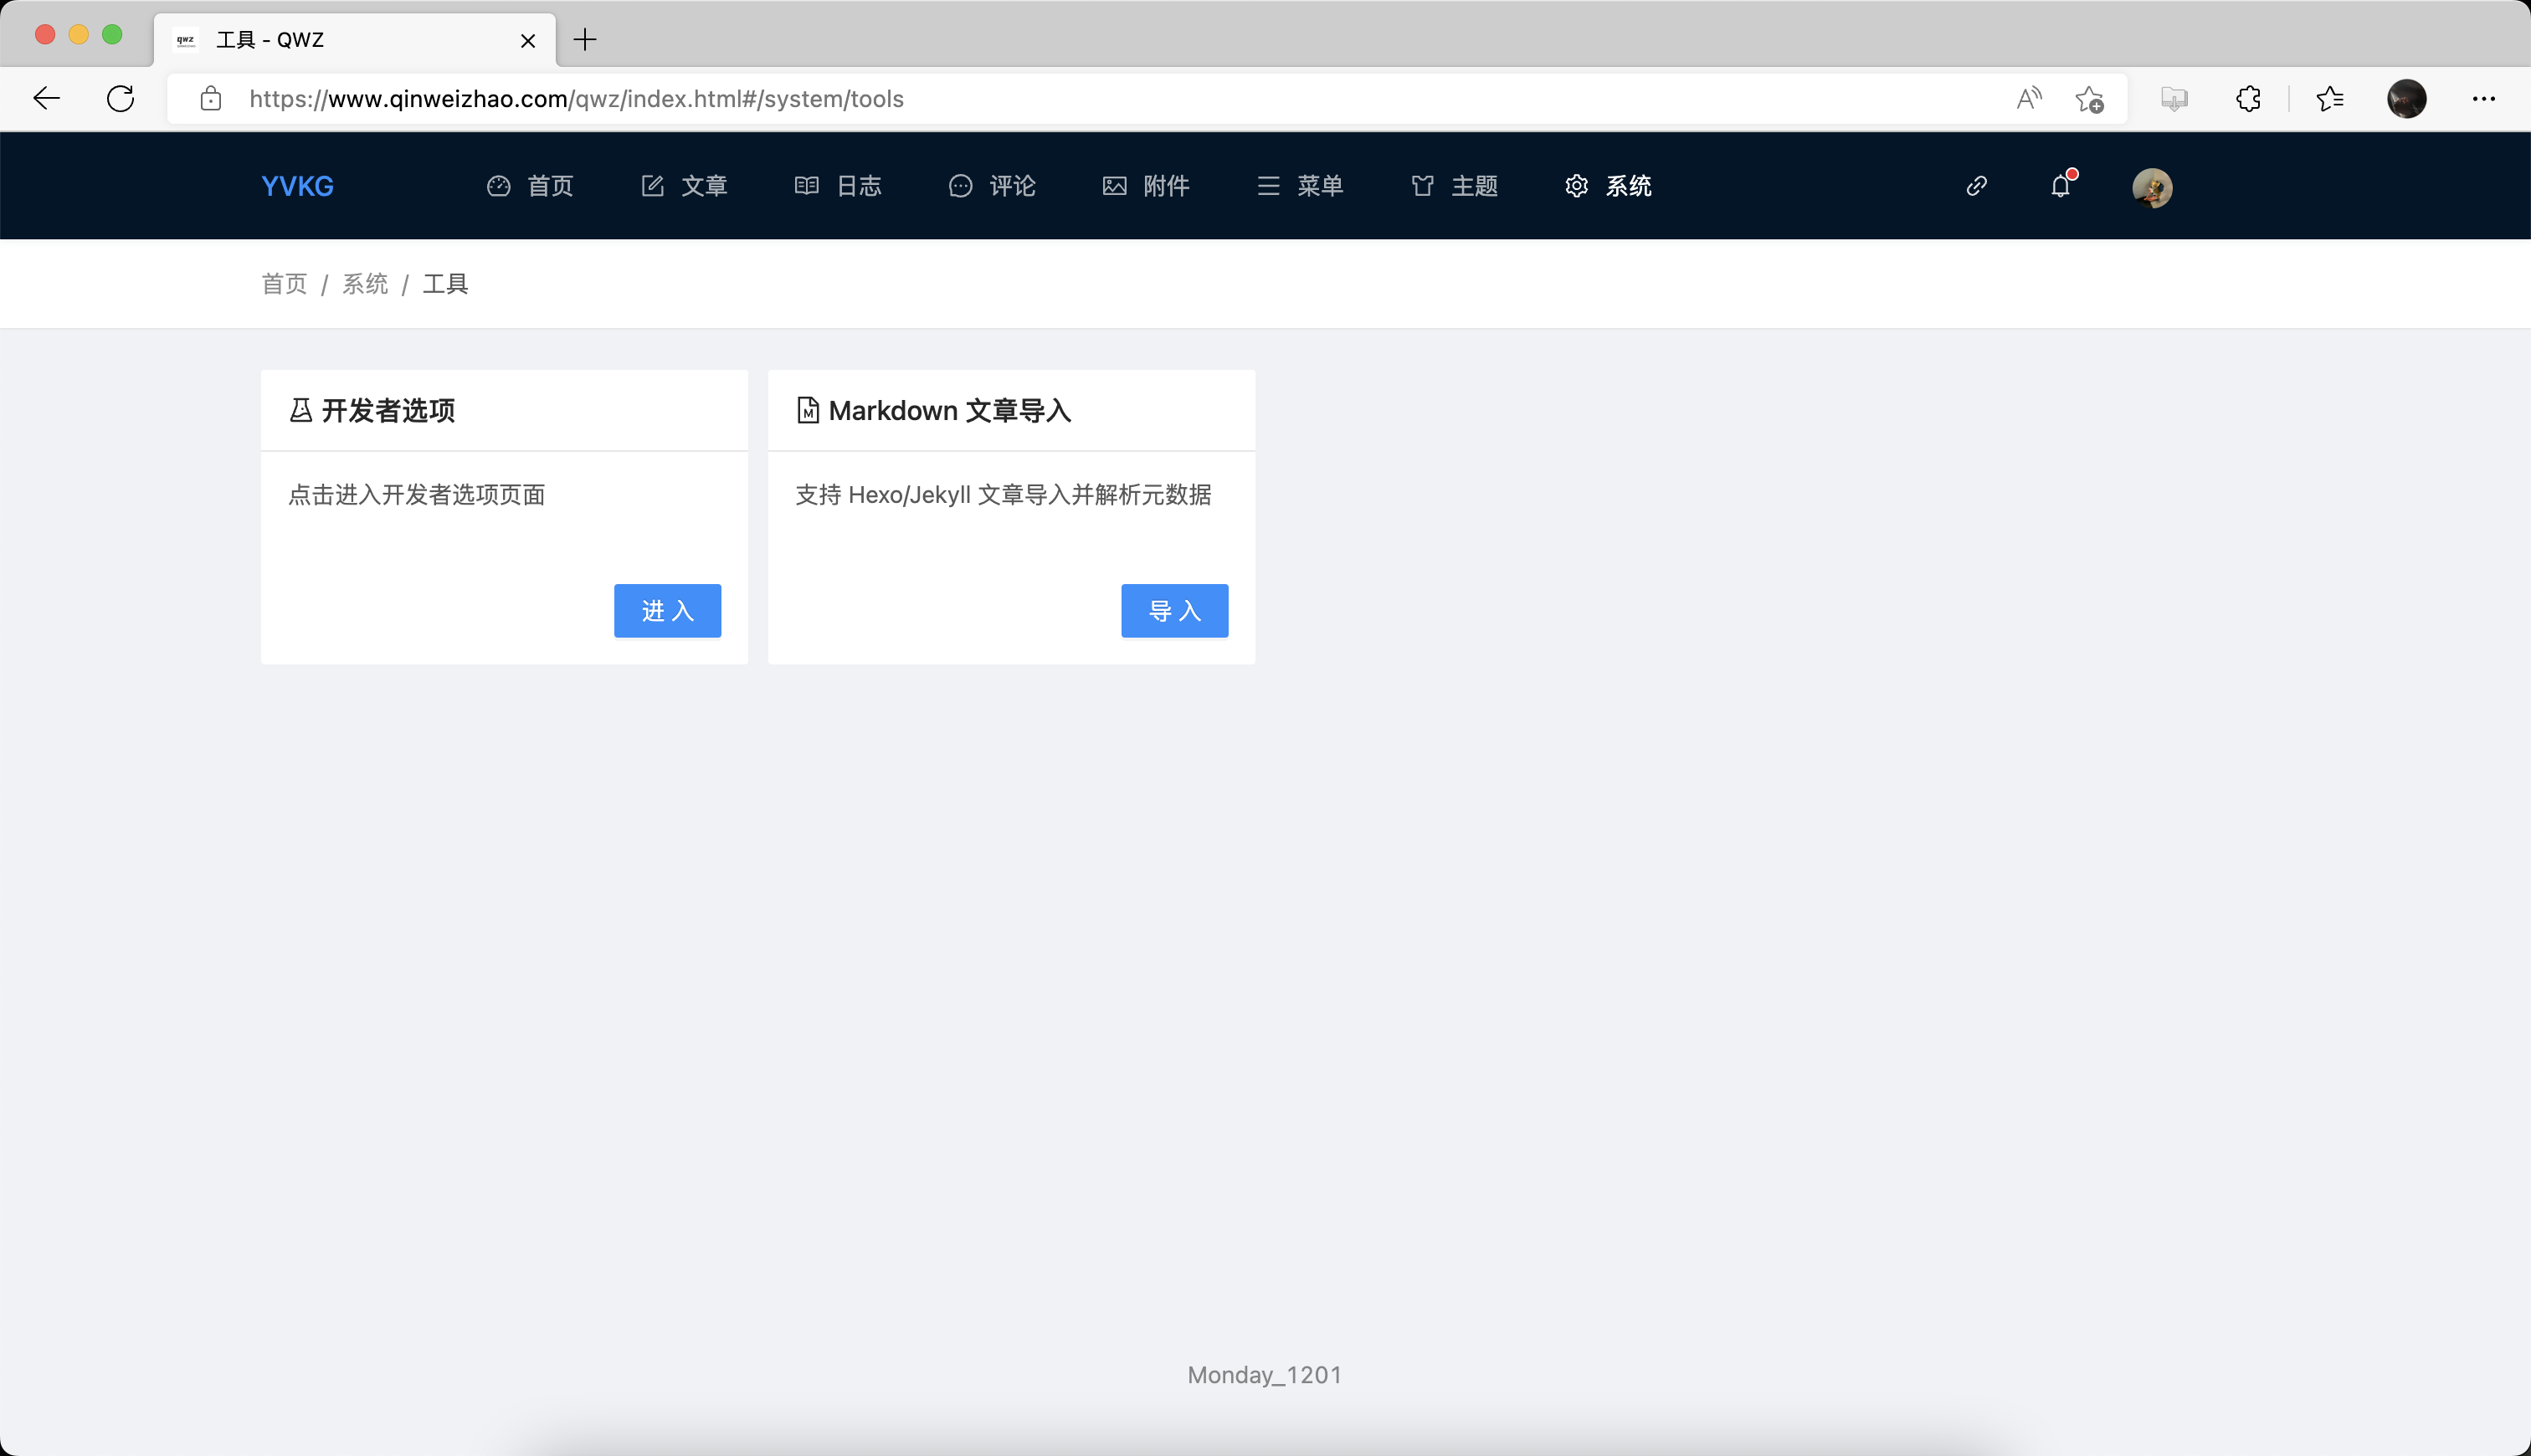 qwz
工具 - QWZ
https://www.qinweizhao.com/qwz/index.html#/system/tools
YVKG
首页
文章
日志
评论
附件
菜单
主题
系统
首页 / 系统 / 工具
开发者选项
点击进入开发者选项页面
进 入
Markdown 文章导入
支持 Hexo/Jekyll 文章导入并解析元数据
导 入
Monday_1201